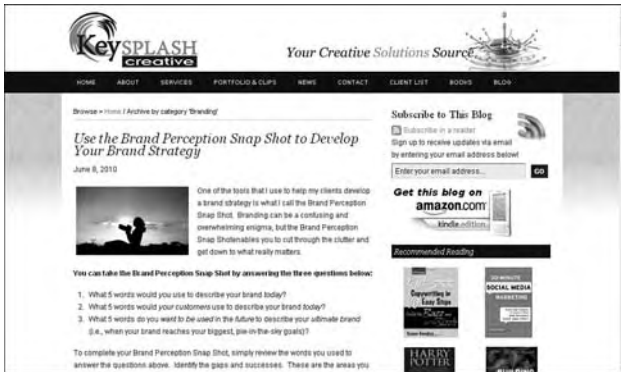 KeySPLASH
creative
Your Creative Solutions Source
HOME ABOUT SERVICES PORTFOLIO & CLIPS NEWS CONTACT CLIENT LIST BOOKS BLOG
Browse > Home / Archive by category 'Branding'
Use the Brand Perception Snap Shot to Develop
Your Brand Strategy
June 8, 2010
One of the tools that I use to help my clients develop
a brand strategy is what I call the Brand Perception
Snap Shot. Branding can be a confusing and
overwhelming enigma, but the Brand Perception
Snap Shotenables you to cut through the clutter and
get down to what really matters.
You can take the Brand Perception Snap Shot by answering the three questions below:
1. What 5 words would you use to describe your brand today?
2. What 5 words would your customers use to describe your brand today?
3. What 5 words do you want to be used in the future to describe your ultimate brand
(i.e., when your brand reaches your biggest, pie-in-the-sky goals)?
To complete your Brand Perception Snap Shot, simply review the words you used to
answer the questions above. Identify the gaps and successes. These are the areas you
Subscribe to This Blog
Subscribe in a reader
Sign up to receive updates via email
by entering your email address below!
Enter your email address... GO
Get this blog on
amazon.com
kindle edition
Recommended Reading
Copywriting in
Easy Steps
30-MINUTE
SOCIAL MEDIA
MARKETING
HARRY
POTTER